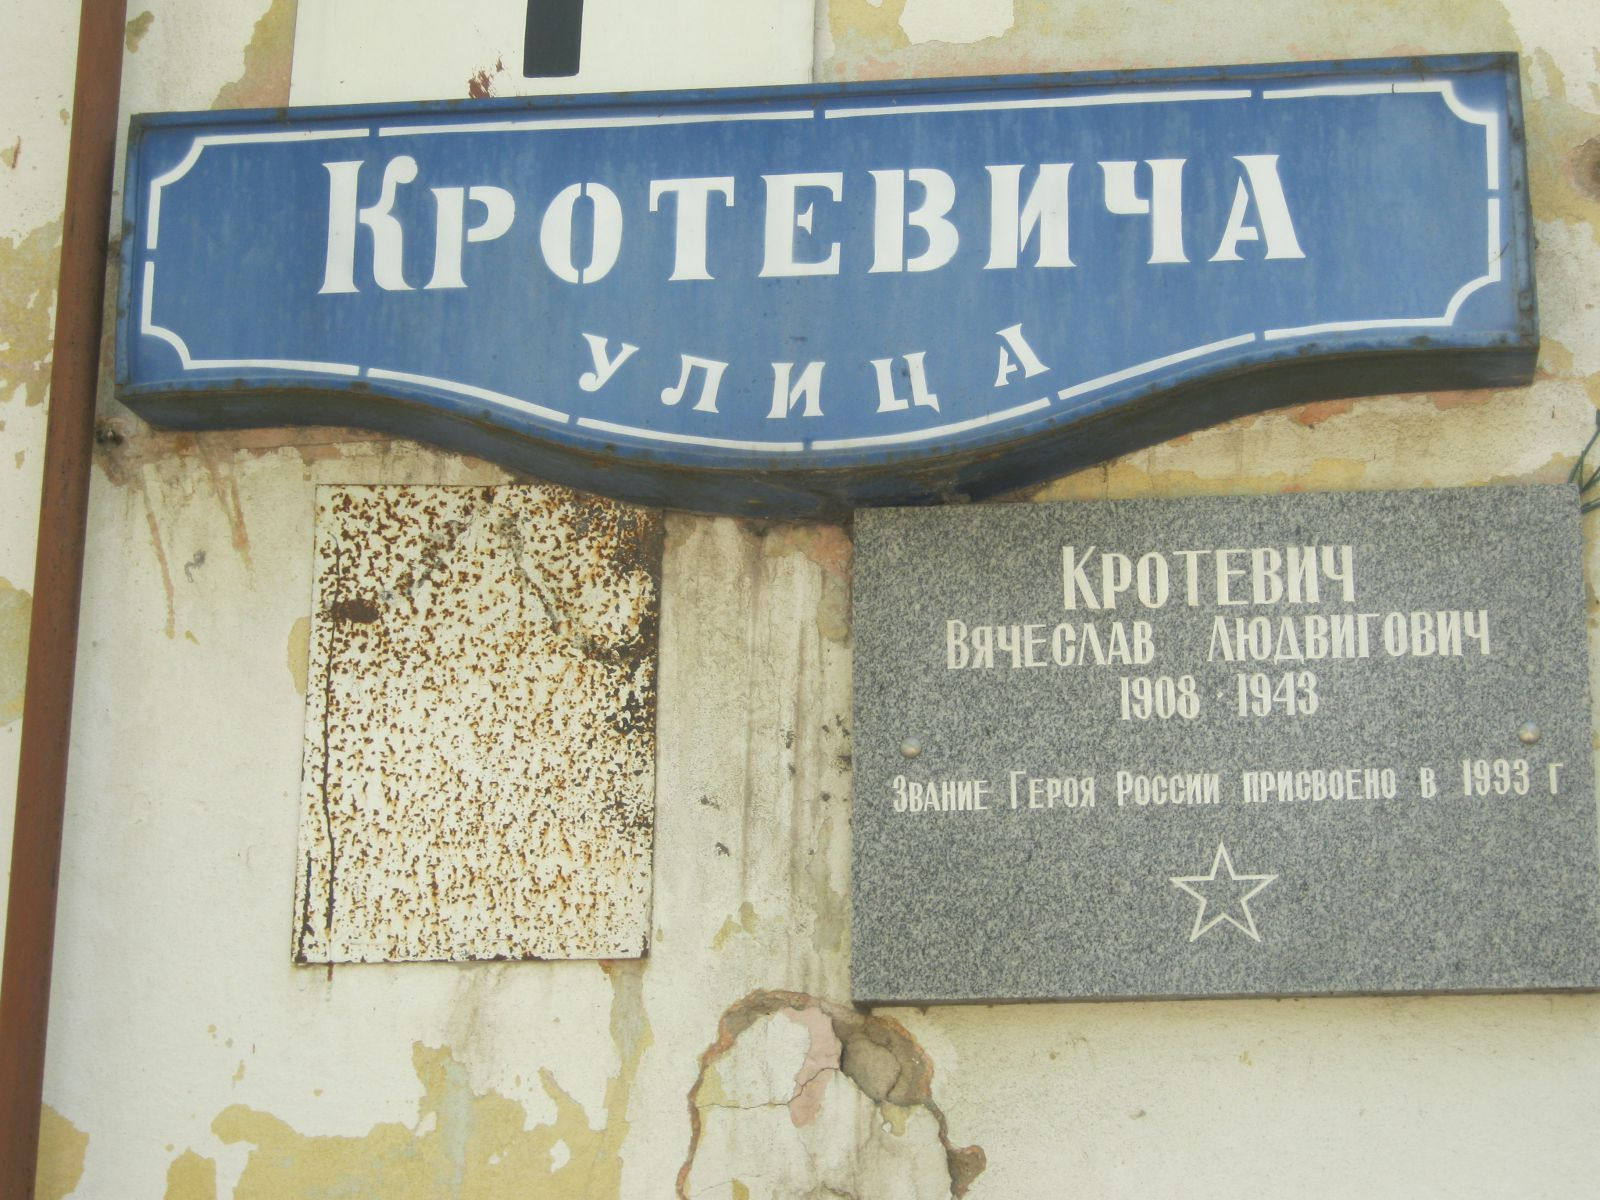 КРОТЕВИЧА
УЛИЦА
КРОТЕВИЧ
ВЯЧЕСЛАВ ЛЮДВИГОВИЧ
1908 · 1943
ЗВАНИЕ ГЕРОЯ РОССИИ ПРИСВОЕНО В 1993 Г